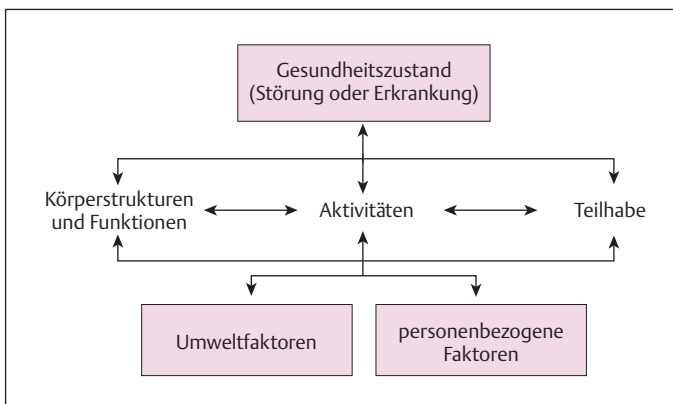 Gesundheitszustand
(Störung oder Erkrankung)
Körperstrukturen
und Funktionen
Aktivitäten
Teilhabe
Umweltfaktoren
personenbezogene
Faktoren